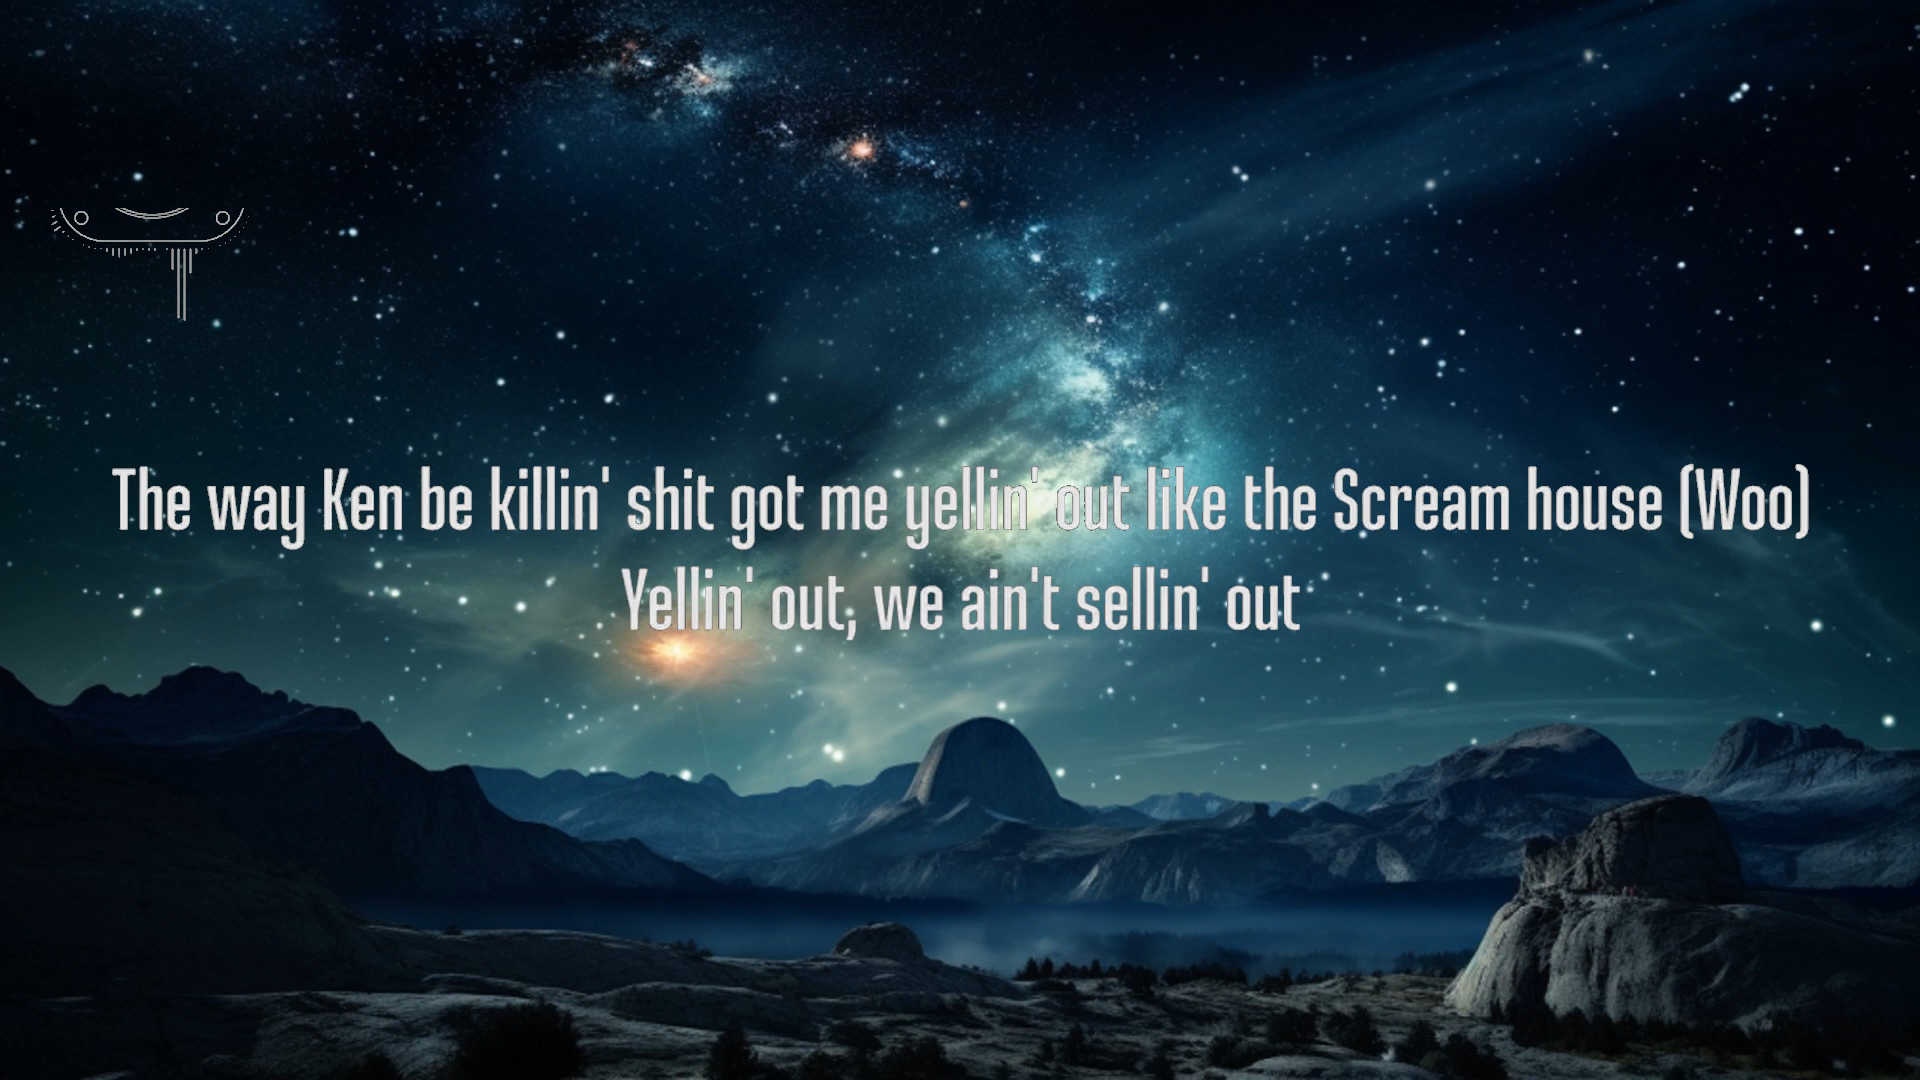 The way Ken be killin' shit got me yellin' out like the Scream house (Woo)
Yellin' out, we ain't sellin' out